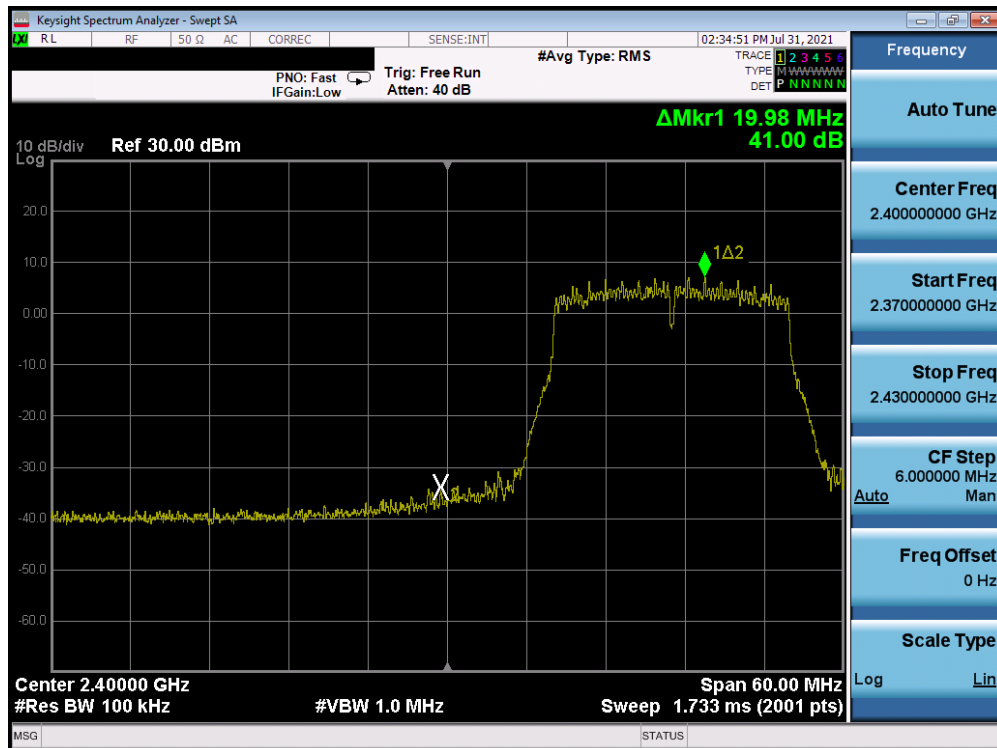 Keysight Spectrum Analyzer - Swept SA
LXI RL RF 50 Ω AC CORREC SENSE:INT 02:34:51 PM Jul 31, 2021
#Avg Type: RMS
TRACE 1 2 3 4 5 6
TYPE M W W W W W
DET P N N N N N
PNO: Fast
IFGain:Low
Trig: Free Run
Atten: 40 dB
ΔMkr1 19.98 MHz
41.00 dB
10 dB/div Ref 30.00 dBm
Log
20.0
10.0
0.00
-10.0
-20.0
-30.0
-40.0
-50.0
-60.0
1Δ2
X2
Center 2.40000 GHz Span 60.00 MHz
#Res BW 100 kHz #VBW 1.0 MHz Sweep 1.733 ms (2001 pts)
MSG STATUS
Frequency
Auto Tune
Center Freq
2.400000000 GHz
Start Freq
2.370000000 GHz
Stop Freq
2.430000000 GHz
CF Step
6.000000 MHz
Auto Man
Freq Offset
0 Hz
Scale Type
Log Lin